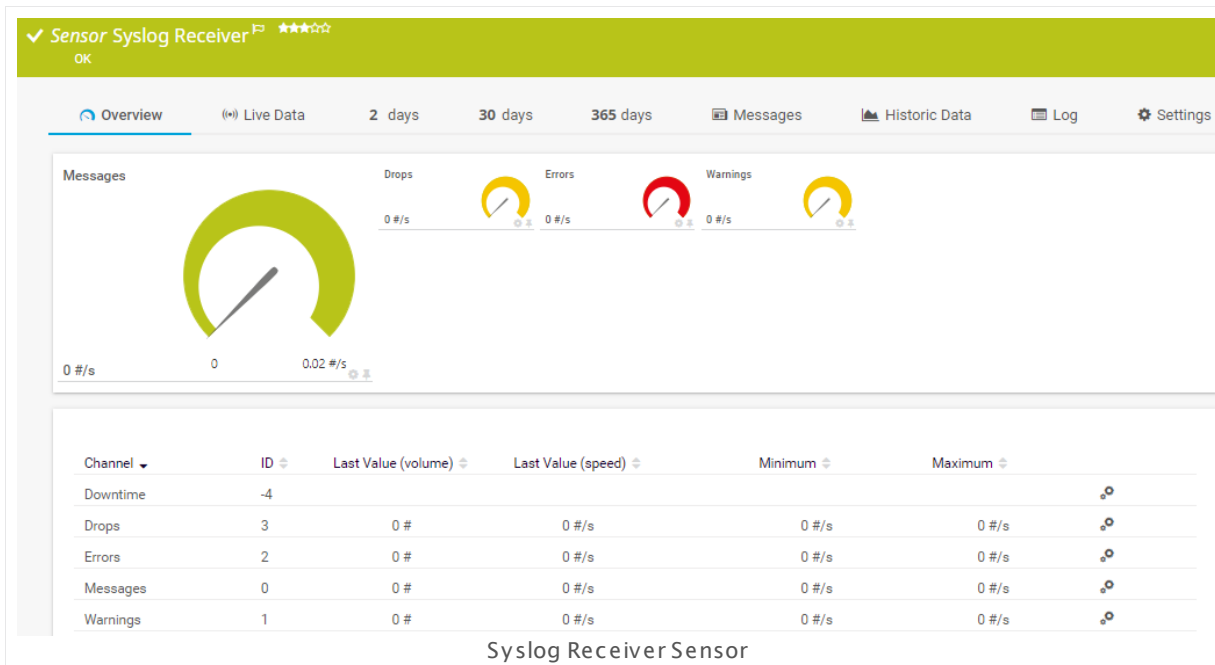 Sensor Syslog Receiver
OK
Overview Live Data 2 days 30 days 365 days Messages Historic Data Log Settings
Messages
0 #/s
0
0.02 #/s
Drops
0 #/s
Errors
0 #/s
Warnings
0 #/s
Channel ID Last Value (volume) Last Value (speed) Minimum Maximum
Downtime -4
Drops 3 0 # 0 #/s 0 #/s 0 #/s
Errors 2 0 # 0 #/s 0 #/s 0 #/s
Messages 0 0 # 0 #/s 0 #/s 0 #/s
Warnings 1 0 # 0 #/s 0 #/s 0 #/s
Syslog Receiver Sensor